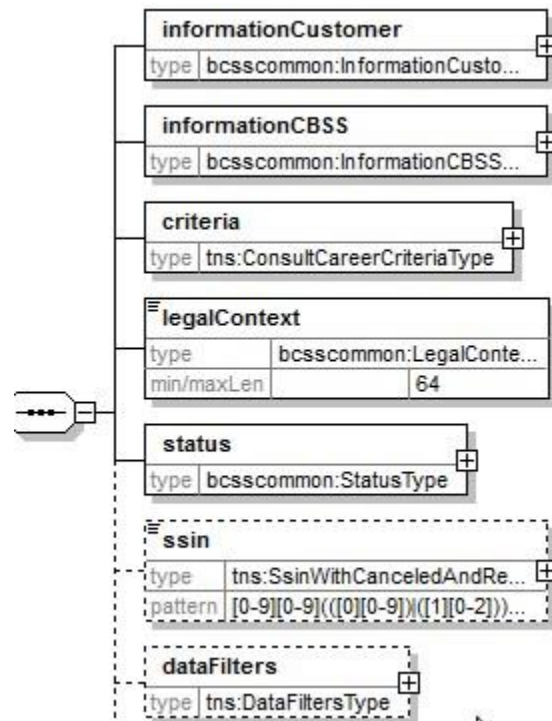 informationCustomer
type bcsscommon:InformationCusto...
informationCBSS
type bcsscommon:InformationCBSS...
criteria
type tns:ConsultCareerCriteriaType
legalContext
type bcsscommon:LegalConte...
min/maxLen 64
status
type bcsscommon:StatusType
ssin
type tns:SsinWithCanceledAndRe...
pattern [0-9][0-9](([0][0-9])|([1][0-2]))...
dataFilters
type tns:DataFiltersType